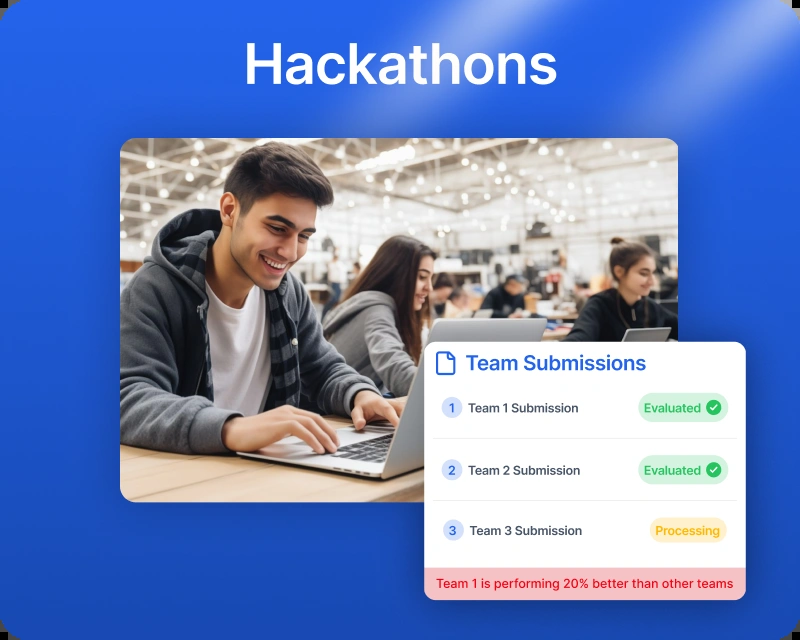 Hackathons
Team Submissions
1 Team 1 Submission Evaluated
2 Team 2 Submission Evaluated
3 Team 3 Submission Processing
Team 1 is performing 20% better than other teams